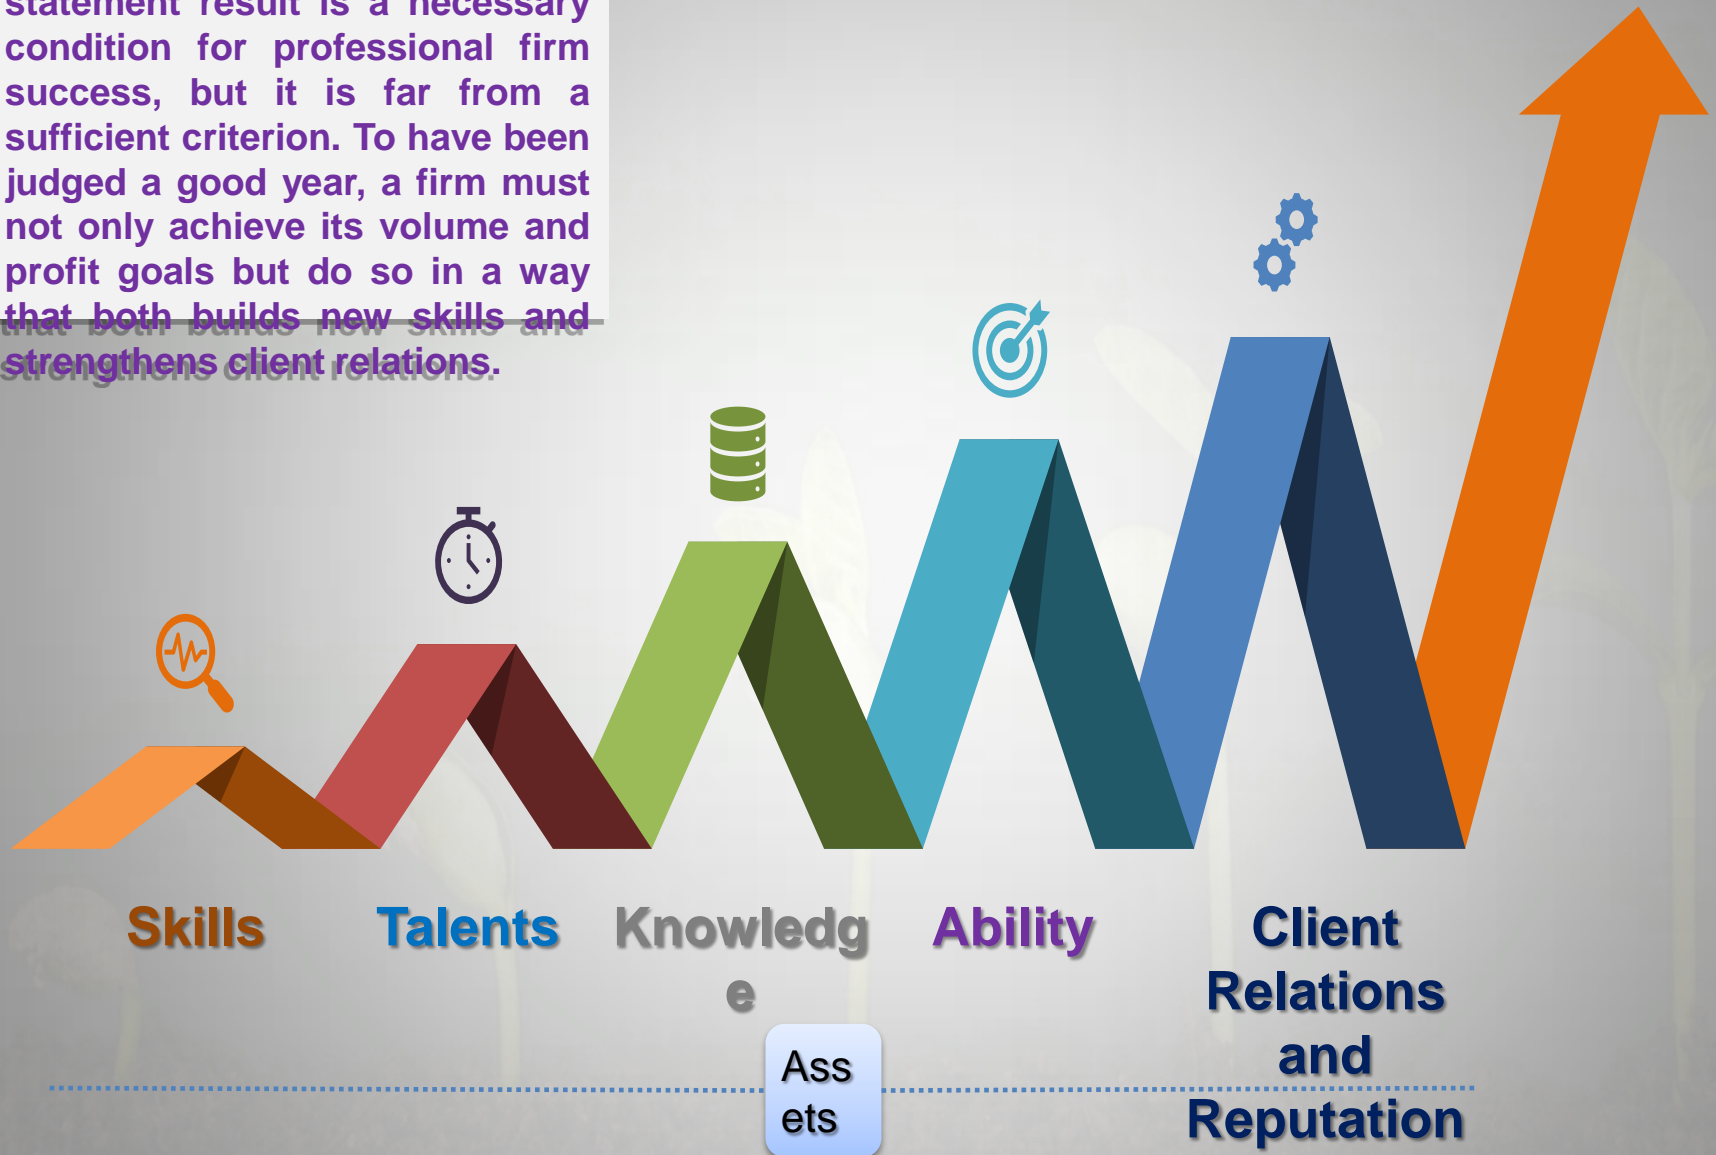 statement result is a necessary
condition for professional firm
success, but it is far from a
sufficient criterion. To have been
judged a good year, a firm must
not only achieve its volume and
profit goals but do so in a way
that both builds new skills and
strengthens client relations.
Skills
Talents
Knowledg
e
Ability
Client
Relations
and
Reputation
Ass
ets